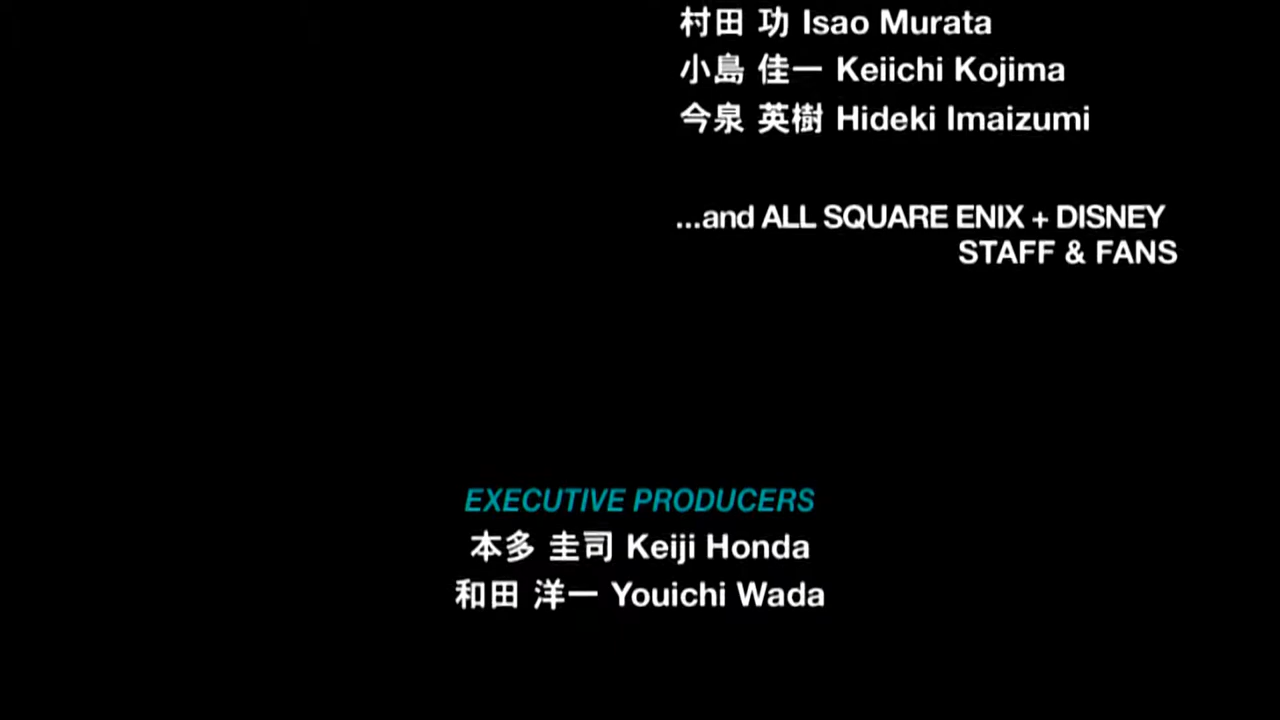 村田 功 Isao Murata
小島 佳一 Keiichi Kojima
今泉 英樹 Hideki Imaizumi
...and ALL SQUARE ENIX + DISNEY
STAFF & FANS
EXECUTIVE PRODUCERS
本多 圭司 Keiji Honda
和田 洋一 Youichi Wada